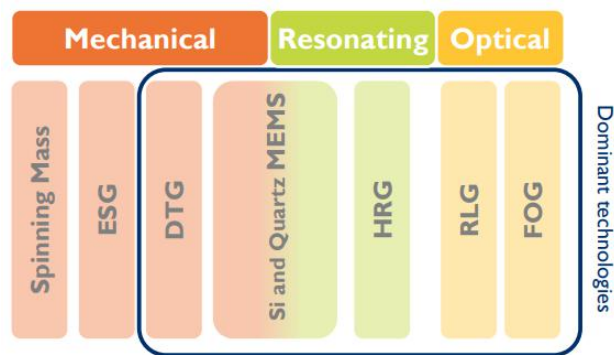 Mechanical
Resonating
Optical
Spinning Mass
ESG
DTG
Si and Quartz MEMS
HRG
RLG
FOG
Dominant technologies